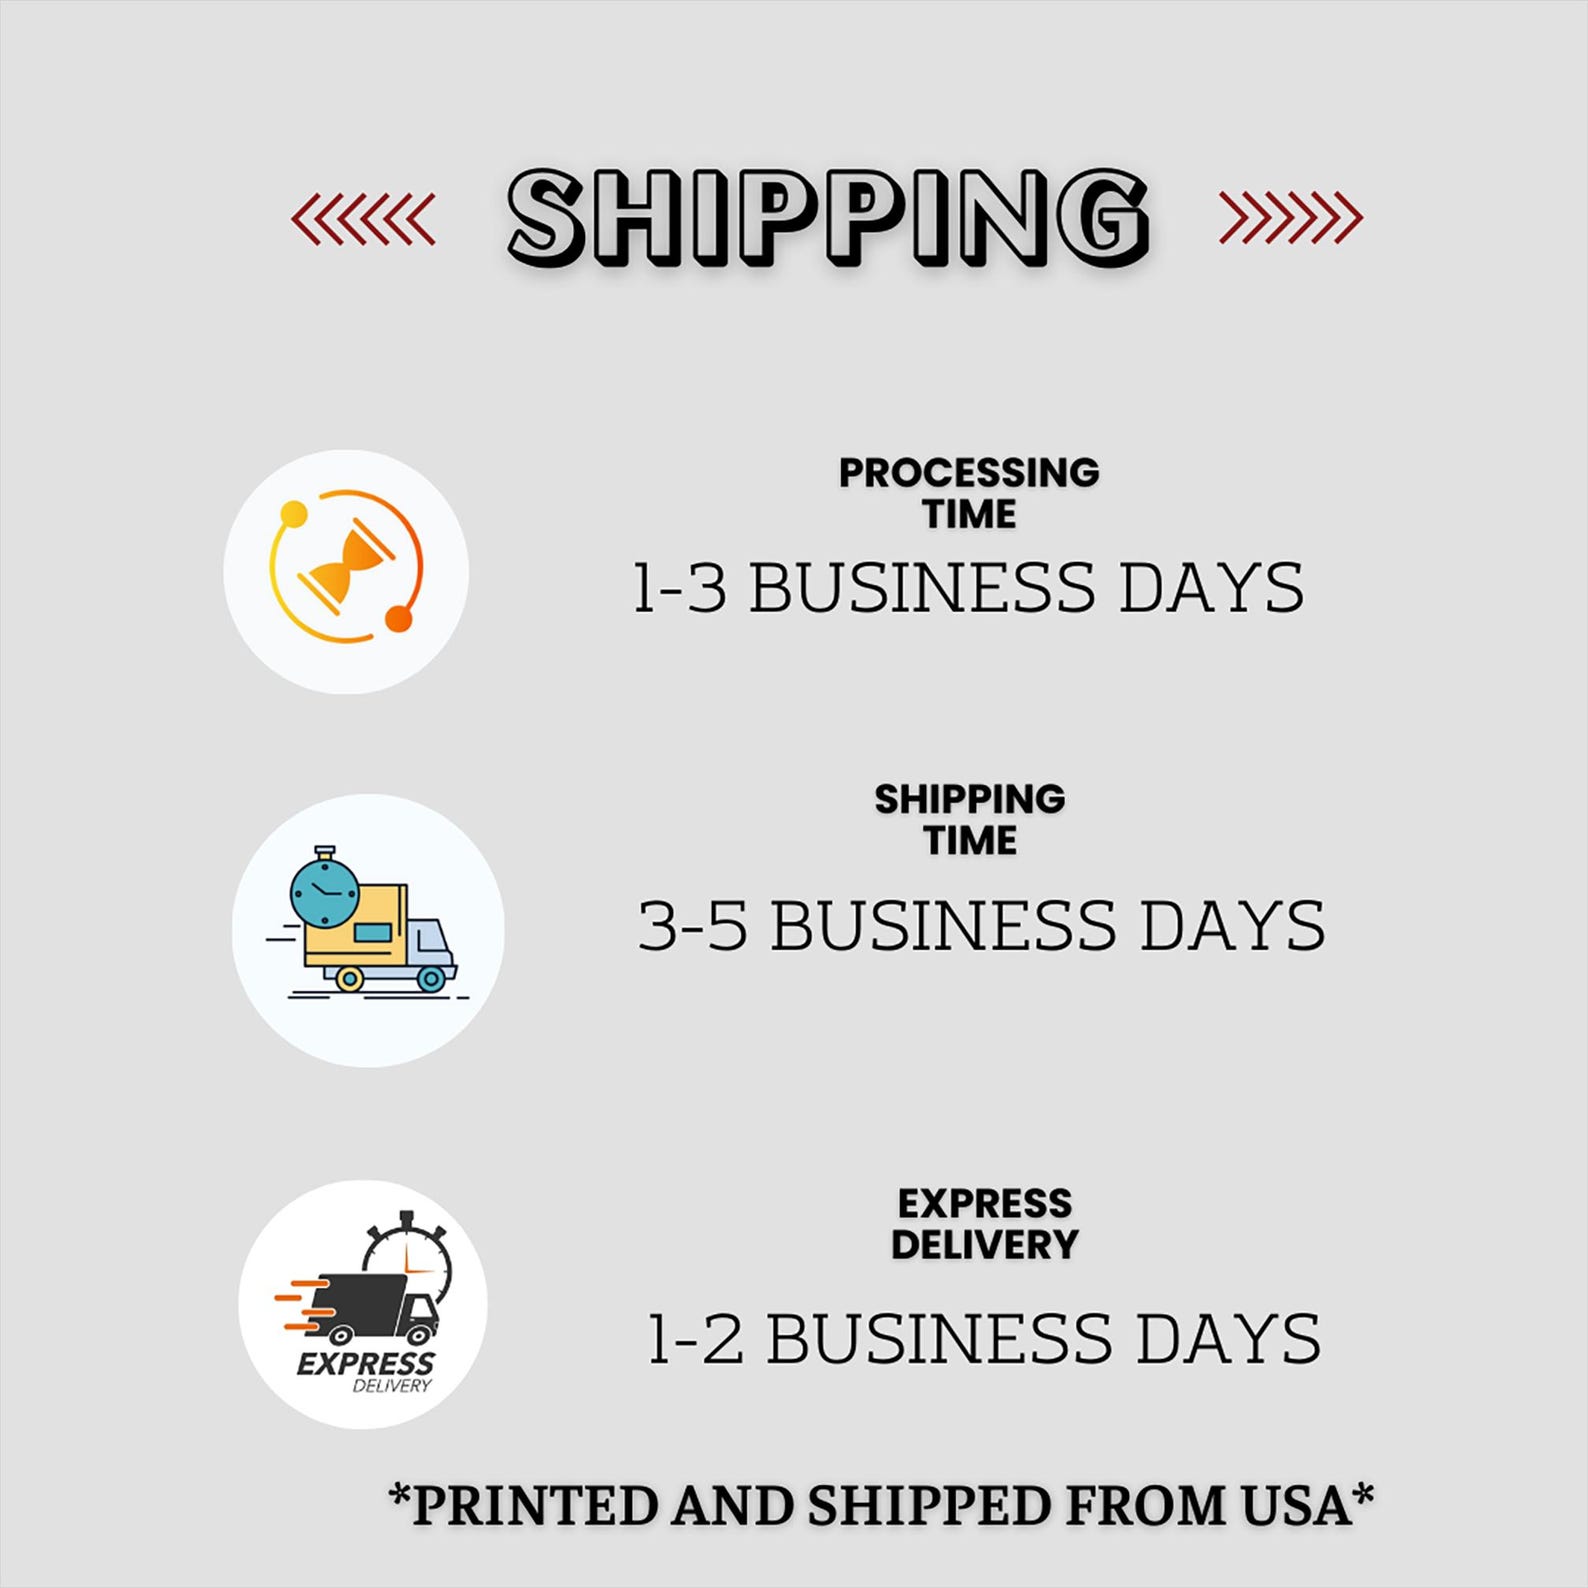 SHIPPING
PROCESSING
TIME
1-3 BUSINESS DAYS
SHIPPING
TIME
3-5 BUSINESS DAYS
EXPRESS
DELIVERY
1-2 BUSINESS DAYS
EXPRESS
DELIVERY
*PRINTED AND SHIPPED FROM USA*